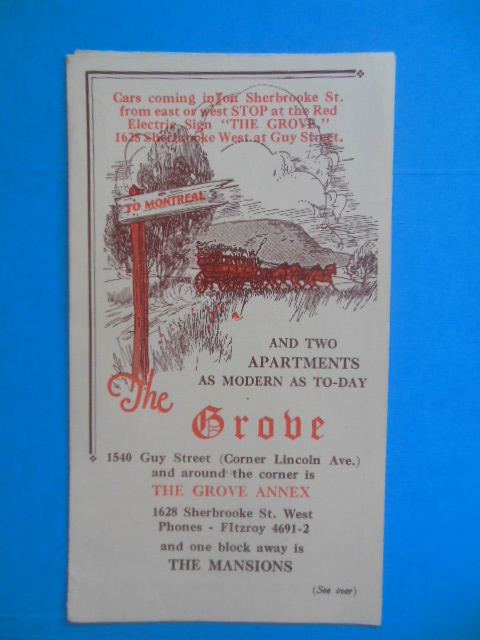 Cars coming in on Sherbrooke St.
from east or west STOP at the Red
Electric Sign "THE GROVE,"
1628 Sherbrooke West at Guy Street.
TO MONTREAL
AND TWO
APARTMENTS
AS MODERN AS TO-DAY
The
Grove
1540 Guy Street (Corner Lincoln Ave.)
and around the corner is
THE GROVE ANNEX
1628 Sherbrooke St. West
Phones - FItzroy 4691-2
and one block away is
THE MANSIONS
(See over)